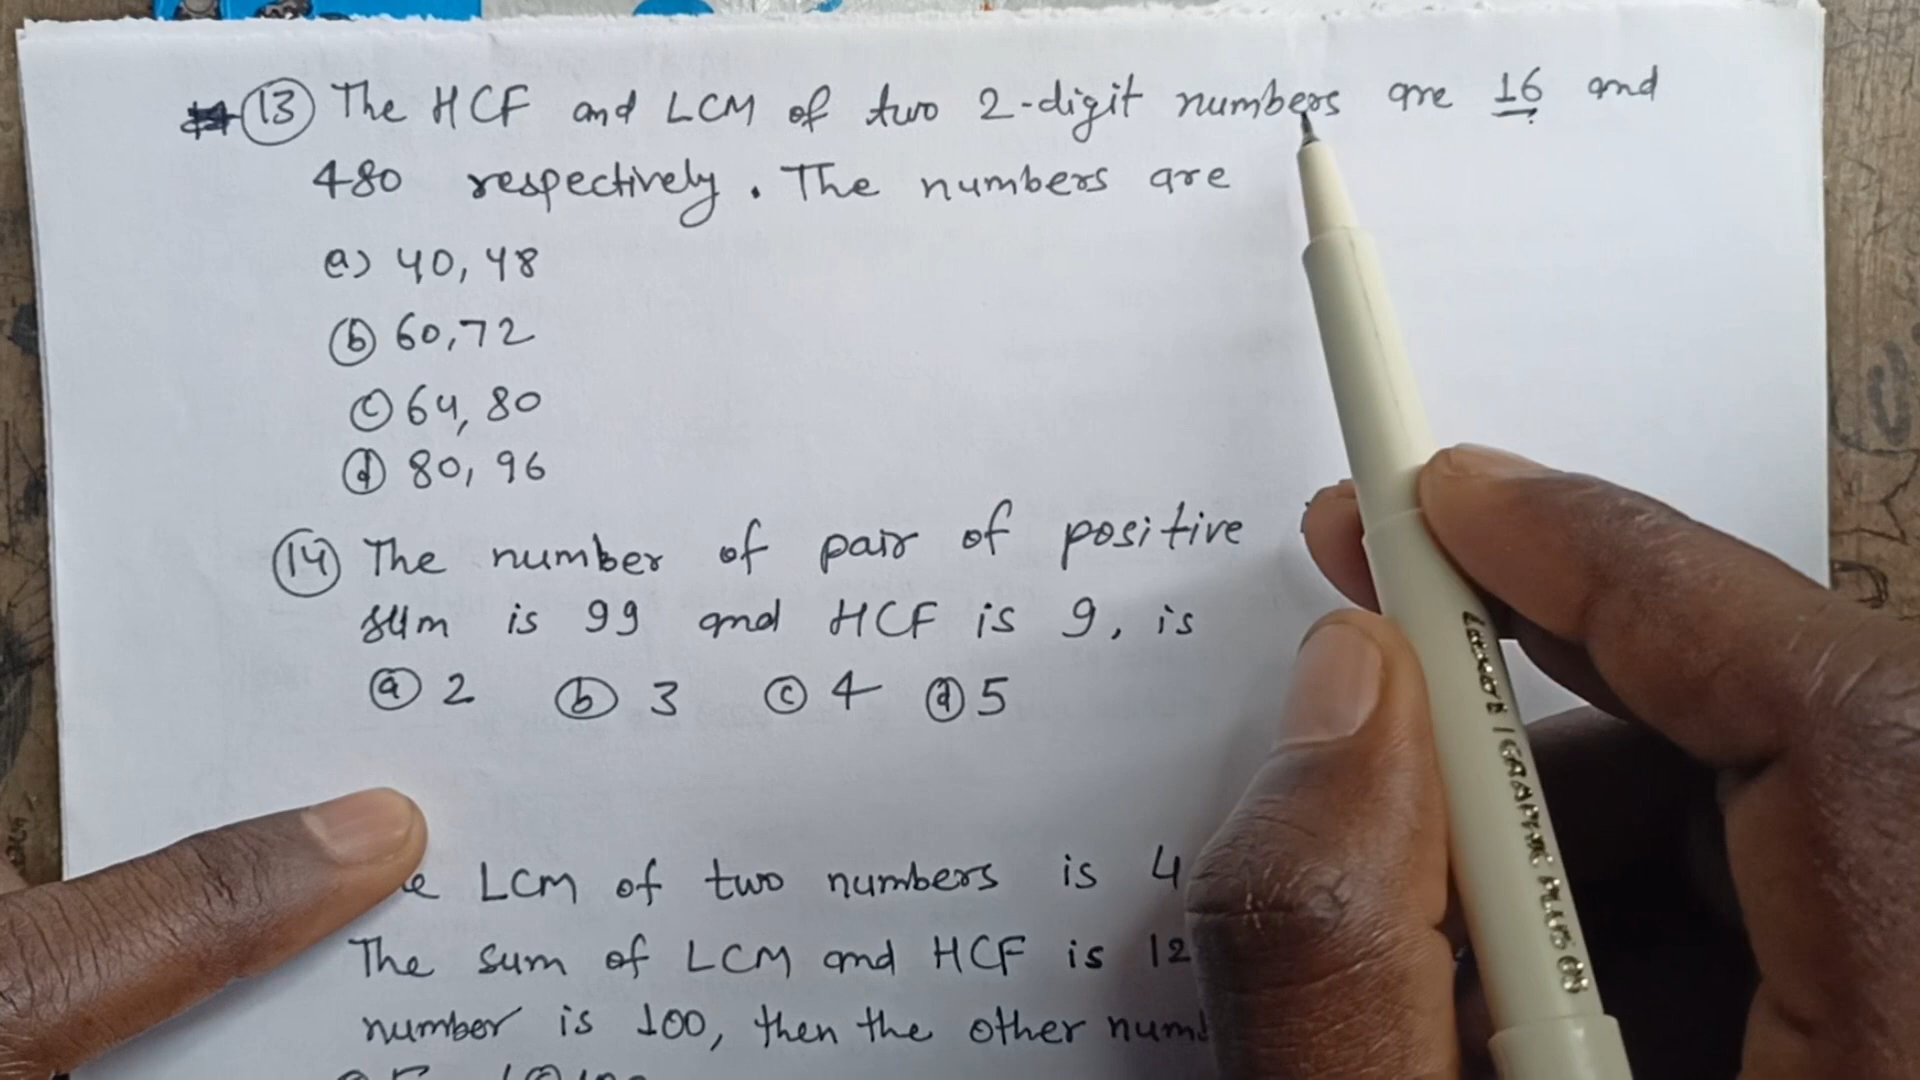 13 The HCF and LCM of two 2-digit numbers are 16 and
480 respectively. The numbers are
a) 40, 48
b 60,72
c 64, 80
d 80, 96
14 The number of pair of positive
sum is 99 and HCF is 9, is
a 2 b 3 c 4 d 5
LCM of two numbers is 4
The sum of LCM and HCF is 12
number is 100, then the other
Luxor / GRAPHIC PLUS